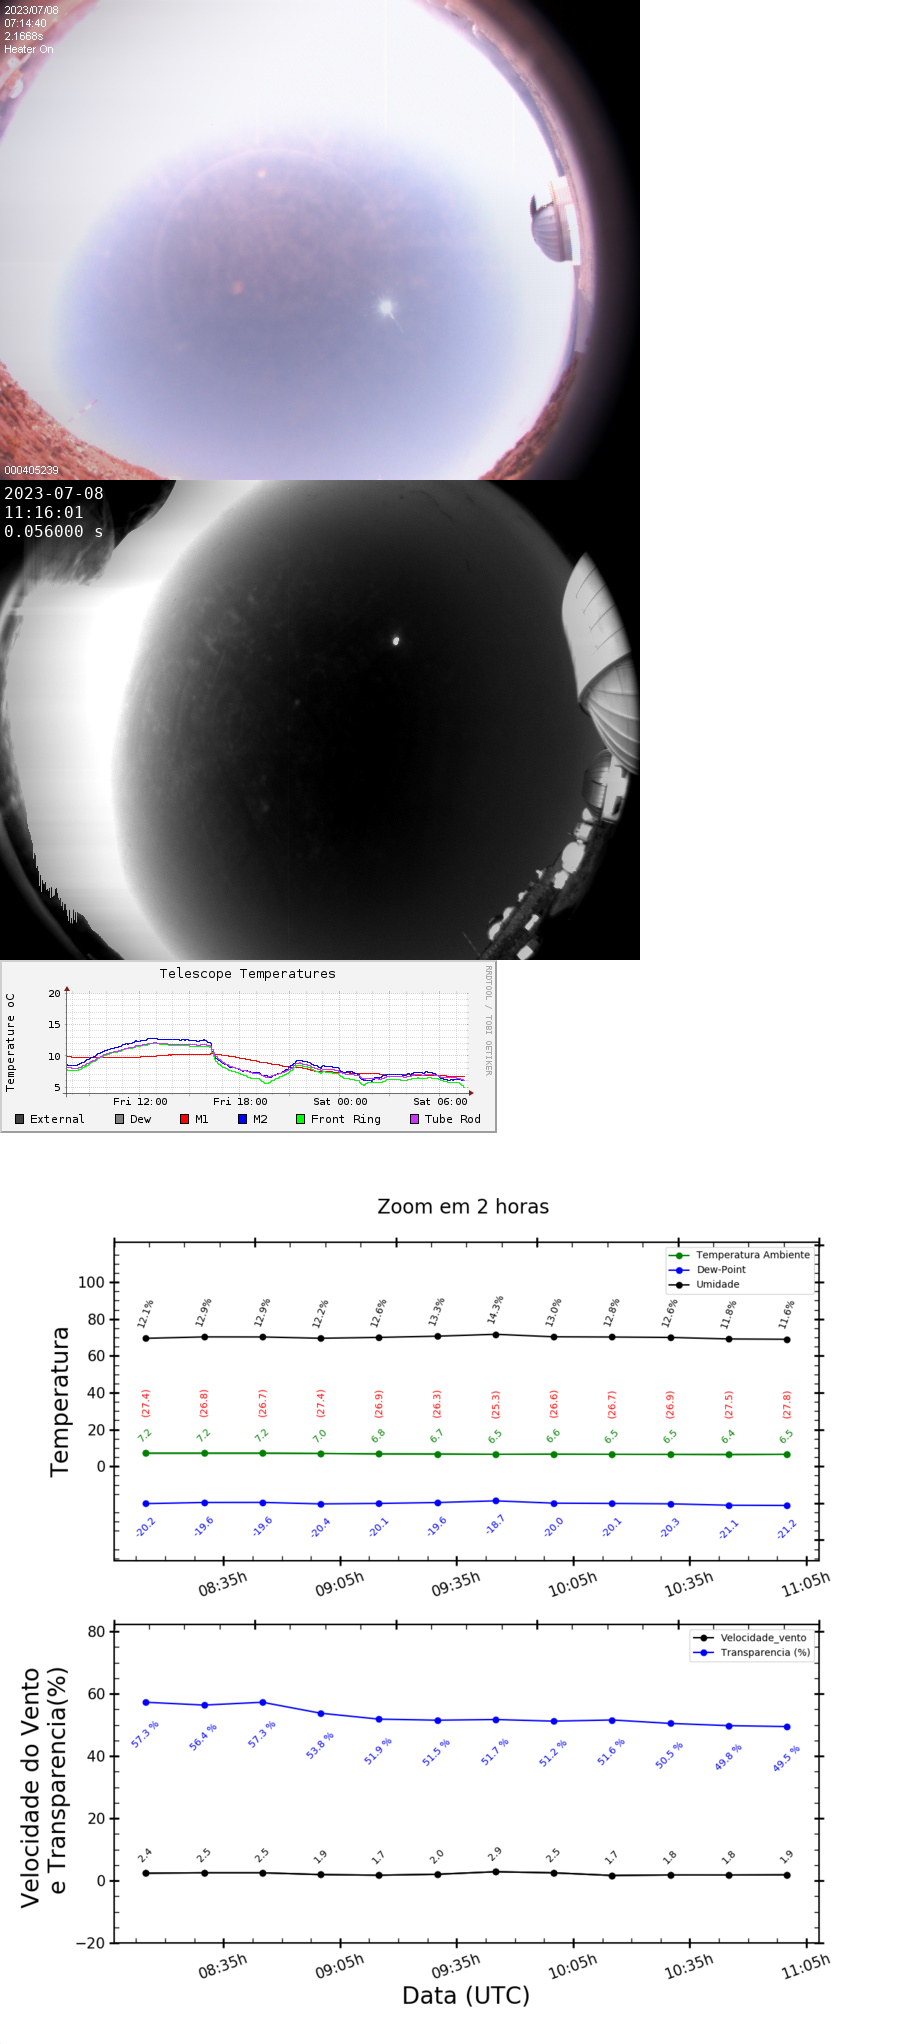 2023/07/08
07:14:40
2.1668s
Heater On
000405239
2023-07-08
11:16:01
0.056000 s
Telescope Temperatures
RRDTOOL / TOBI OETIKER
Temperature oC
20
15
10
5
Fri 12:00 Fri 18:00 Sat 00:00 Sat 06:00
External Dew M1 M2 Front Ring Tube Rod
Zoom em 2 horas
Temperatura Ambiente
Dew-Point
Umidade
Temperatura
100
80
60
40
20
0
12.1% 12.9% 12.9% 12.2% 12.6% 13.3% 14.3% 13.0% 12.8% 12.6% 11.8% 11.6%
(27.4) (26.8) (26.7) (27.4) (26.9) (26.3) (25.3) (26.6) (26.7) (26.9) (27.5) (27.8)
7.2 7.2 7.2 7.0 6.8 6.7 6.5 6.6 6.5 6.5 6.4 6.5
-20.2 -19.6 -19.6 -20.4 -20.1 -19.6 -18.7 -20.0 -20.1 -20.3 -21.1 -21.2
08:35h 09:05h 09:35h 10:05h 10:35h 11:05h
Velocidade_vento
Transparencia (%)
Velocidade do Vento
e Transparencia(%)
80
60
40
20
0
−20
57.3 % 56.4 % 57.3 % 53.8 % 51.9 % 51.5 % 51.7 % 51.2 % 51.6 % 50.5 % 49.8 % 49.5 %
2.4 2.5 2.5 1.9 1.7 2.0 2.9 2.5 1.7 1.8 1.8 1.9
08:35h 09:05h 09:35h 10:05h 10:35h 11:05h
Data (UTC)